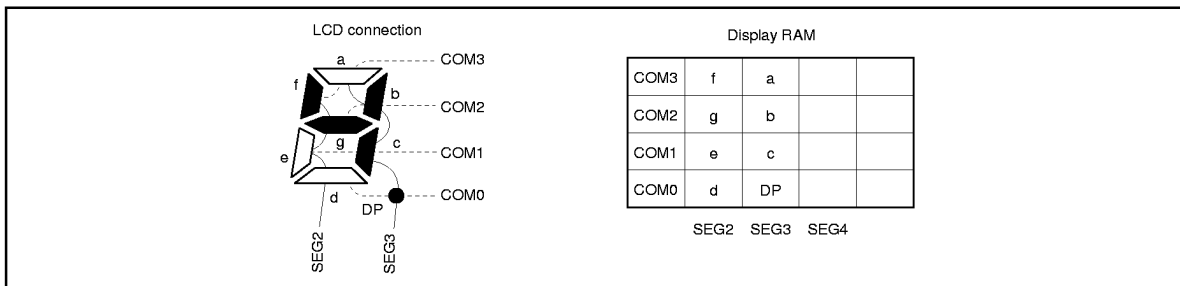 LCD connection
a
f
b
g
e
c
d
DP
COM3
COM2
COM1
COM0
SEG2
SEG3
Display RAM
COM3 f a
COM2 g b
COM1 e c
COM0 d DP
SEG2 SEG3 SEG4